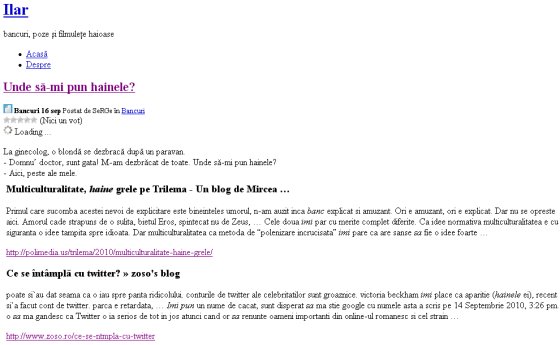 Ilar
bancuri, poze și filmulețe haioase
Acasă
Despre
Unde să-mi pun hainele?
Bancuri 16 sep Postat de SeRGe în Bancuri
(Nici un vot)
Loading ...
La ginecolog, o blondă se dezbracă după un paravan.
- Domnu' doctor, sunt gata! M-am dezbrăcat de toate. Unde să-mi pun hainele?
- Aici, peste ale mele.
Multiculturalitate, haine grele pe Trilema - Un blog de Mircea …
Primul care sucomba acestes nevoi de explicitare este bineinteles umorul, n-am auzit inca banc explicat si amuzant. Ori e amuzant, ori e explicat. Dar nu se opreste
aici. Amorul cade strapuns de o sulita, bietul Eros, spintecat nu de Zeus, … Cele doua imi par cu merite complet diferite. Ca idee normativa multiculturalitatea e cu
siguranta o idee tampita spre idioata. Dar multiculturalitatea ca metoda de "polenizare incrucisata" imi pare ca are sanse sa fie o idee foarte …
http://polimedia.us/trilema/2010/multiculturalitate-haine-grele/
Ce se întâmplă cu twitter? » zoso's blog
poate si`au dat seama ca o iau spre panta ridicolului. conturile de twitter ale celebritatilor sunt groaznice. victoria beckham imi place ca aparitie (hainele ei), recent
si`a facut cont de twitter. parca e retardata, … Imi pun un nume de cacat, sunt disperat sa ma stie google cu numele asta a scris pe 14 Septembrie 2010, 3:26 pm.
o sa ma gandesc ca Twitter o ia serios de tot in jos atunci cand or sa renunte oameni importanti din online-ul romanesc si cel strain …
http://www.zoso.ro/ce-se-ntmpla-cu-twitter